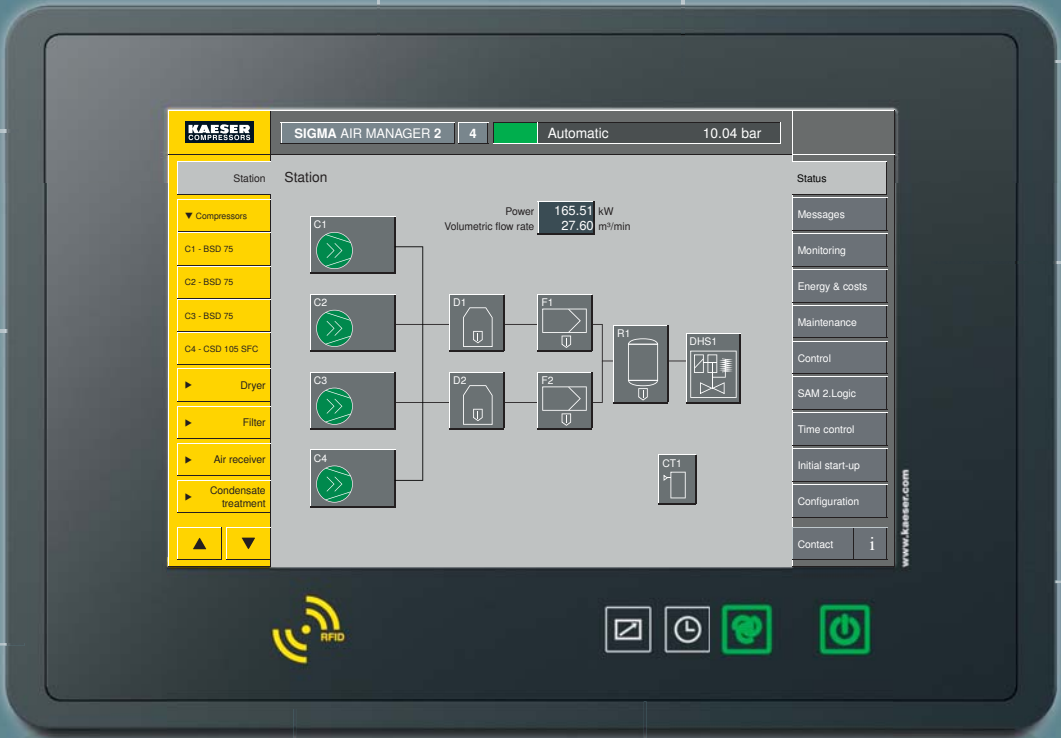 KAESER
COMPRESSORS
SIGMA AIR MANAGER 2
4
Automatic
10.04 bar
Station
▼ Compressors
C1 - BSD 75
C2 - BSD 75
C3 - BSD 75
C4 - CSD 105 SFC
► Dryer
► Filter
► Air receiver
► Condensate
treatment
▲ ▼
Station
Power 165.51 kW
Volumetric flow rate 27.60 m³/min
C1
C2
D1
F1
R1
DHS1
C3
D2
F2
C4
CT1
Status
Messages
Monitoring
Energy & costs
Maintenance
Control
SAM 2.Logic
Time control
Initial start-up
Configuration
Contact i
www.kaeser.com
RFID